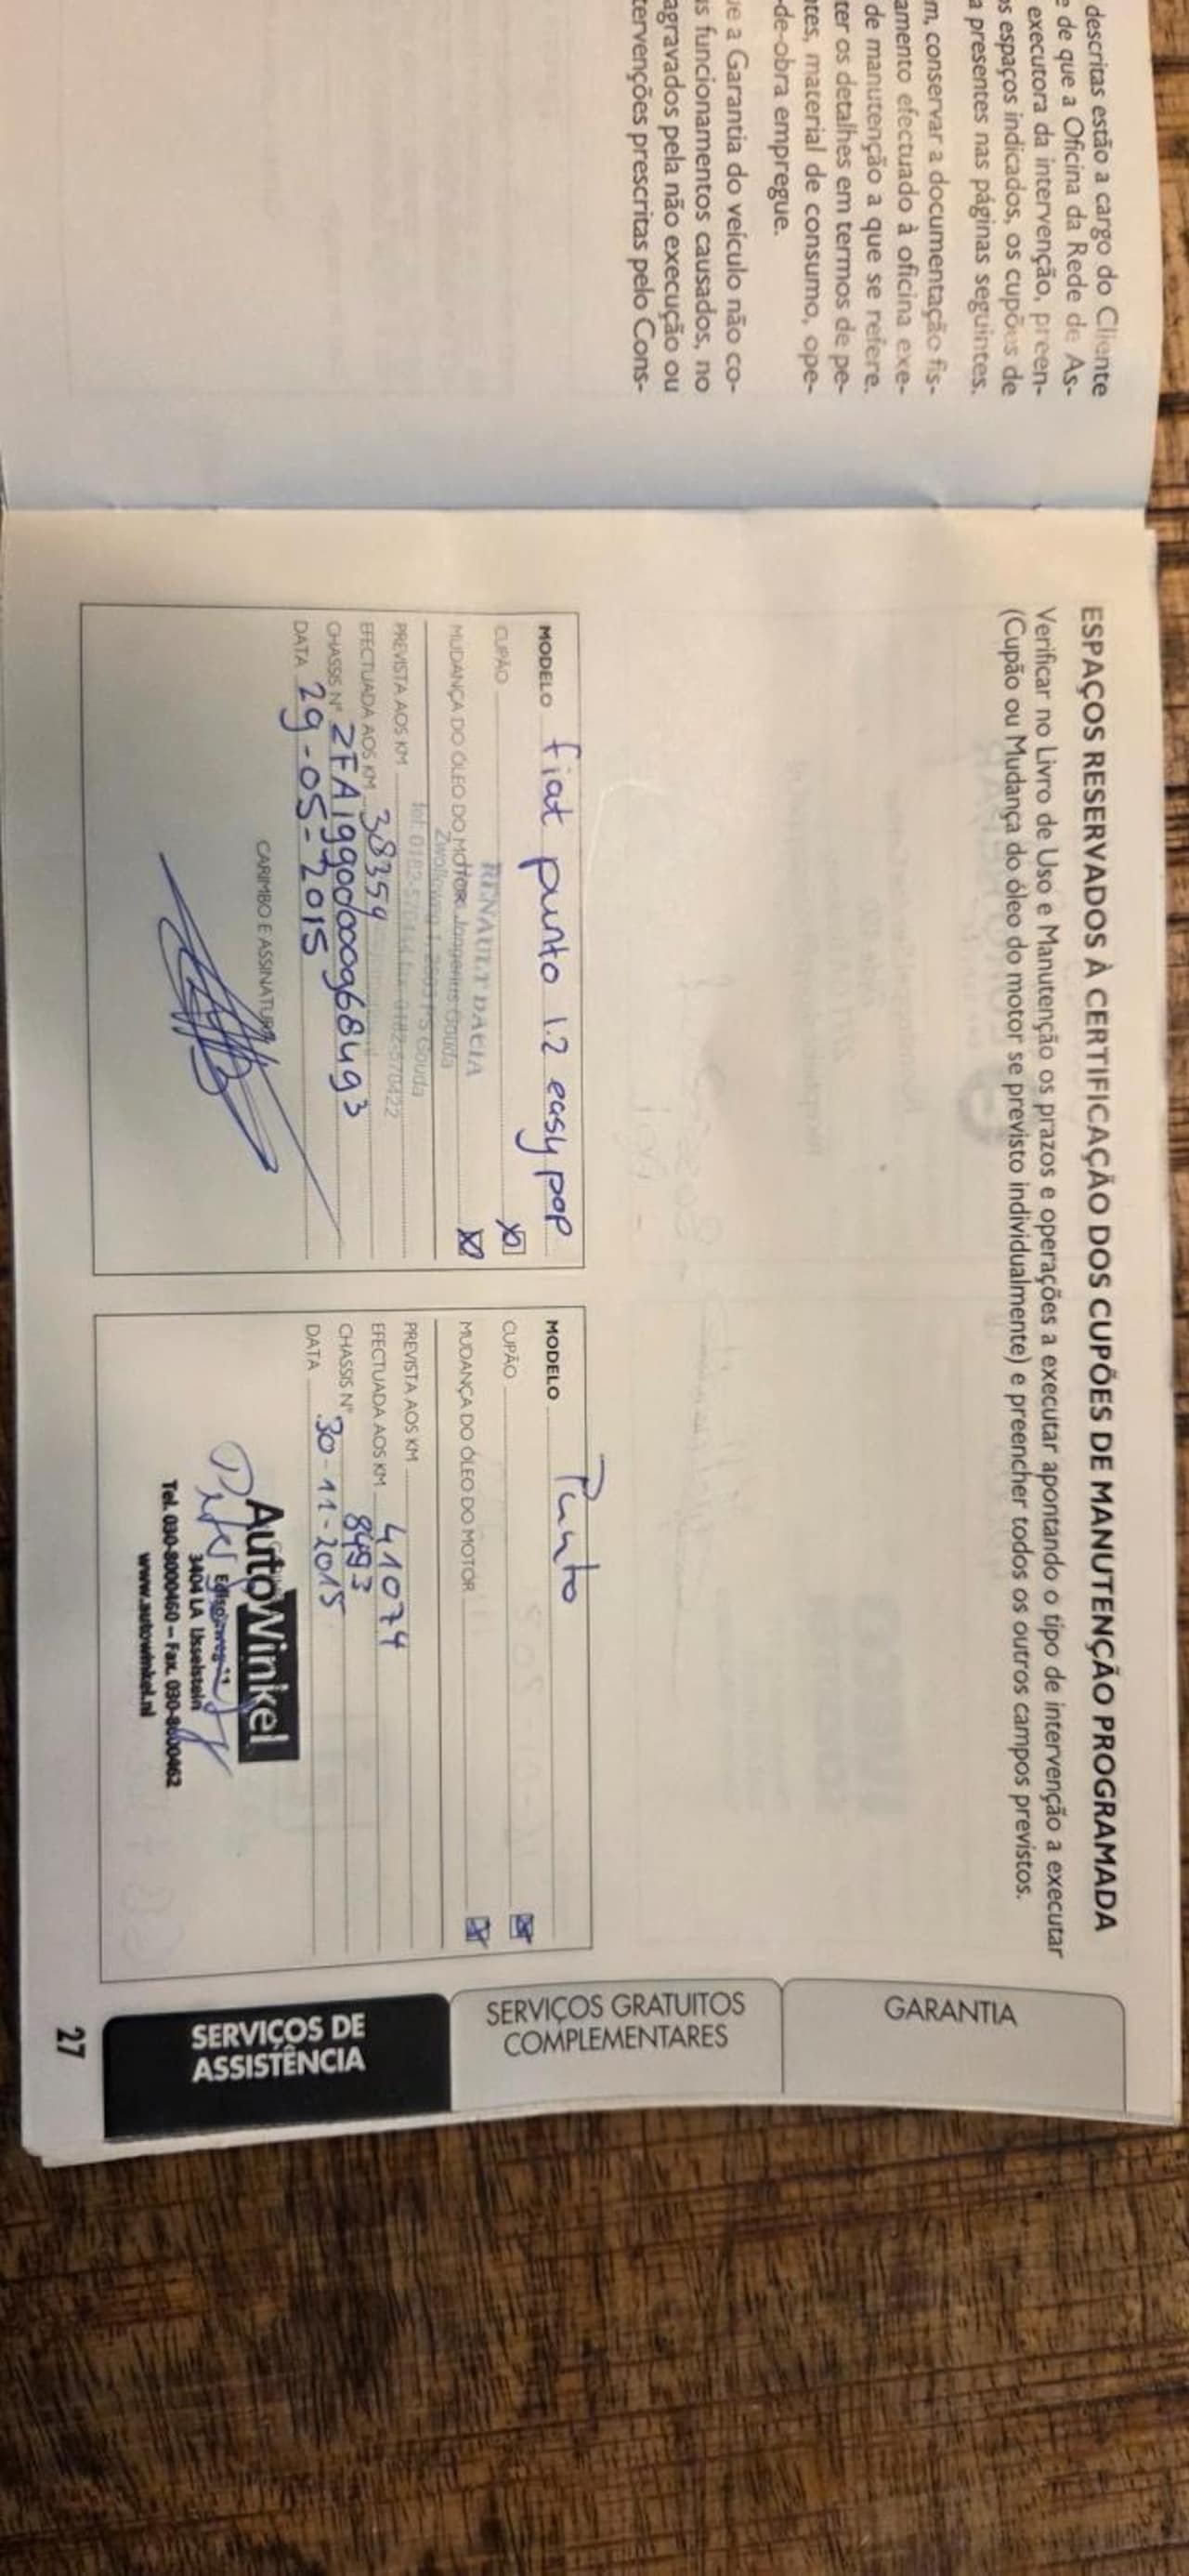 descritas estão a cargo do Cliente
e de que a Oficina da Rede de As-
executora da intervenção, preen-
os espaços indicados, os cupões de
a presentes nas páginas seguintes.
m, conservar a documentação fis-
amento efectuado à oficina exe-
de manutenção a que se refere.
ter os detalhes em termos de pe-
tes, material de consumo, ope-
-de-obra empregue.
ue a Garantia do veículo não co-
s funcionamentos causados, no
agravados pela não execução ou
tervenções prescritas pelo Cons-
ESPAÇOS RESERVADOS À CERTIFICAÇÃO DOS CUPÕES DE MANUTENÇÃO PROGRAMADA
Verificar no Livro de Uso e Manutenção os prazos e operações a executar apontando o tipo de intervenção a executar
(Cupão ou Mudança do óleo do motor se previsto individualmente) e preencher todos os outros campos previstos.
MODELO fiat punto 1.2 easy pop
CUPÃO
RENAULT DACIA
MUDANÇA DO ÓLEO DO MOTOR
Jongerius Gouda
PREVISTA AOS KM
EFECTUADA AOS KM 38359
CHASSIS Nº
DATA 29-05-2015
CARIMBO E ASSINATURA
MODELO Punto
CUPÃO
MUDANÇA DO ÓLEO DO MOTOR
PREVISTA AOS KM
EFECTUADA AOS KM 41074
CHASSIS Nº 8493
DATA 30-11-2015
AutoWinkel
3404 LA IJsselstein
Tel. 030-8000460 – Fax. 030-8000462
www.autowinkel.nl
GARANTIA
SERVIÇOS GRATUITOS
COMPLEMENTARES
SERVIÇOS DE
ASSISTÊNCIA
27